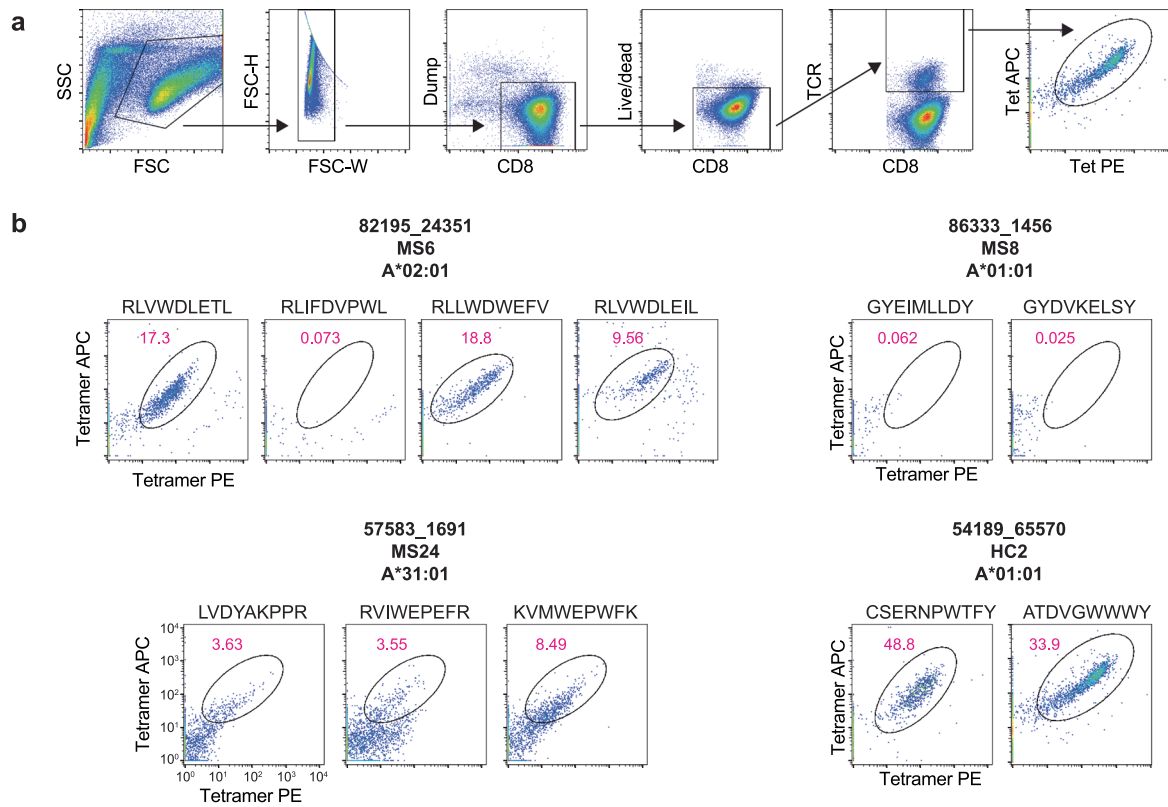 a
SSC
FSC
FSC-H
FSC-W
Dump
CD8
Live/dead
CD8
TCR
CD8
Tet APC
Tet PE
b
82195_24351
MS6
A*02:01
RLVWDLETL
RLIFDVPWL
RLLWDWEFV
RLVWDLEIL
17.3
0.073
18.8
9.56
Tetramer APC
Tetramer PE
86333_1456
MS8
A*01:01
GYEIMLLDY
GYDVKELSY
0.062
0.025
Tetramer APC
Tetramer PE
57583_1691
MS24
A*31:01
LVDYAKPPR
RVIWEPEFR
KVMWEPWFK
3.63
3.55
8.49
Tetramer APC
10⁴
10³
10²
10¹
10⁰
10⁰ 10¹ 10² 10³ 10⁴
Tetramer PE
54189_65570
HC2
A*01:01
CSERNPWTFY
ATDVGWWWY
48.8
33.9
Tetramer APC
Tetramer PE